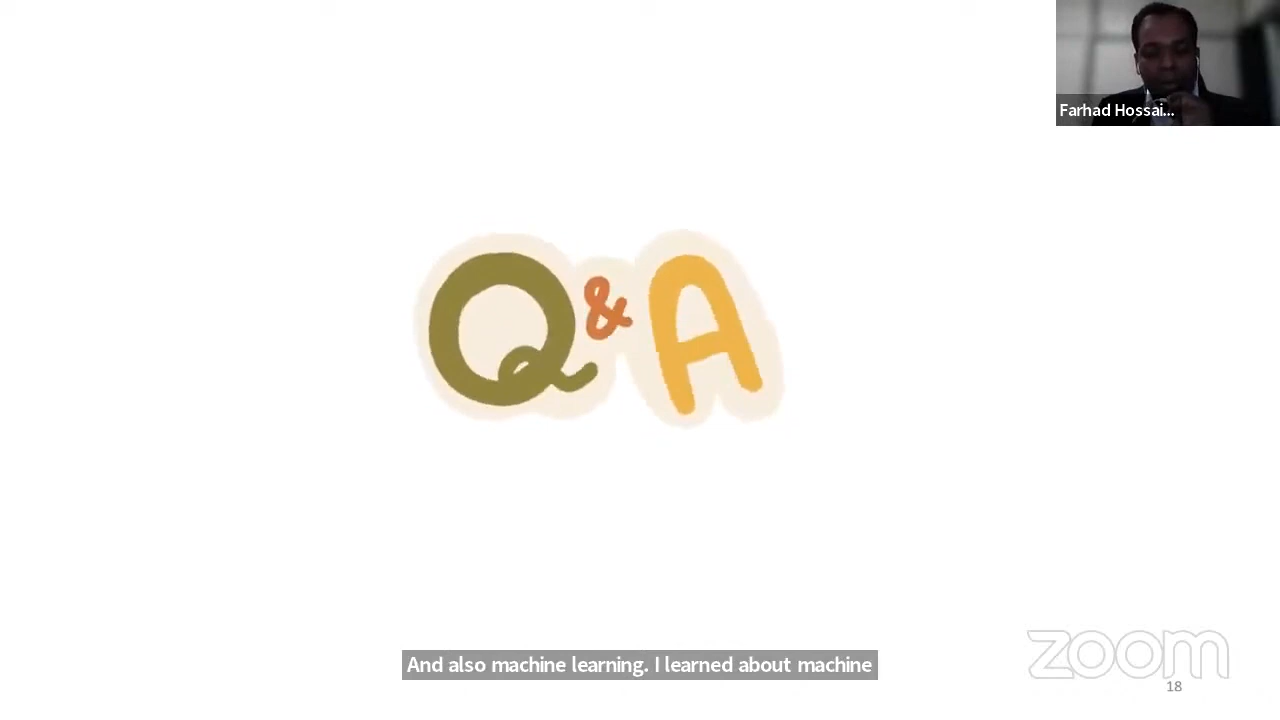 Farhad Hossai...
Q & A
And also machine learning. I learned about machine
zoom
18